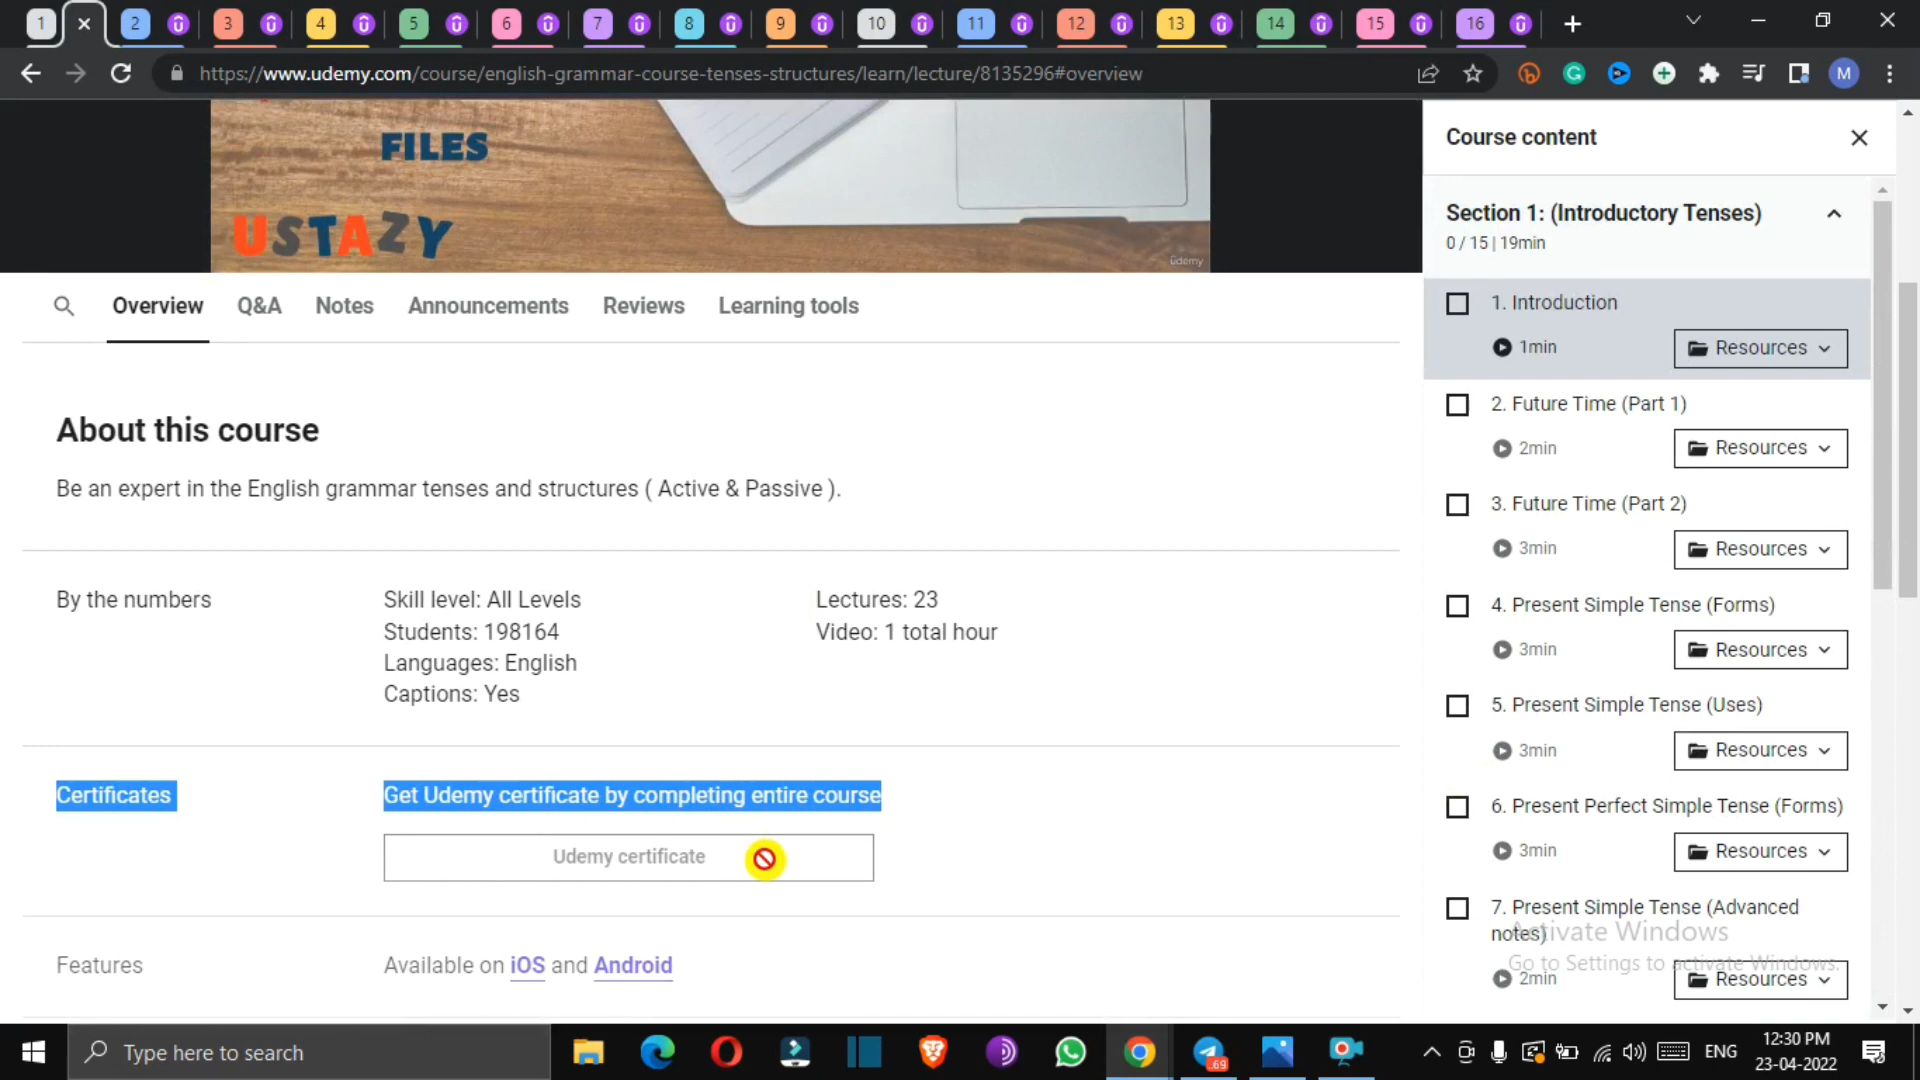 1
2
3
4
5
6
7
8
9
10
11
12
13
14
15
16
https://www.udemy.com/course/english-grammar-course-tenses-structures/learn/lecture/8135296#overview
M
FILES
USTAZY
ûdemy
Overview Q&A Notes Announcements Reviews Learning tools
About this course
Be an expert in the English grammar tenses and structures ( Active & Passive ).
By the numbers
Skill level: All Levels
Students: 198164
Languages: English
Captions: Yes
Lectures: 23
Video: 1 total hour
Certificates
Get Udemy certificate by completing entire course
Udemy certificate
Features
Available on iOS and Android
Course content
Section 1: (Introductory Tenses)
0 / 15 | 19min
1. Introduction
1min
Resources
2. Future Time (Part 1)
2min
Resources
3. Future Time (Part 2)
3min
Resources
4. Present Simple Tense (Forms)
3min
Resources
5. Present Simple Tense (Uses)
3min
Resources
6. Present Perfect Simple Tense (Forms)
3min
Resources
7. Present Simple Tense (Advanced
notes)
2min
Resources
Activate Windows
Go to Settings to activate Windows.
Type here to search
69
ENG
12:30 PM
23-04-2022